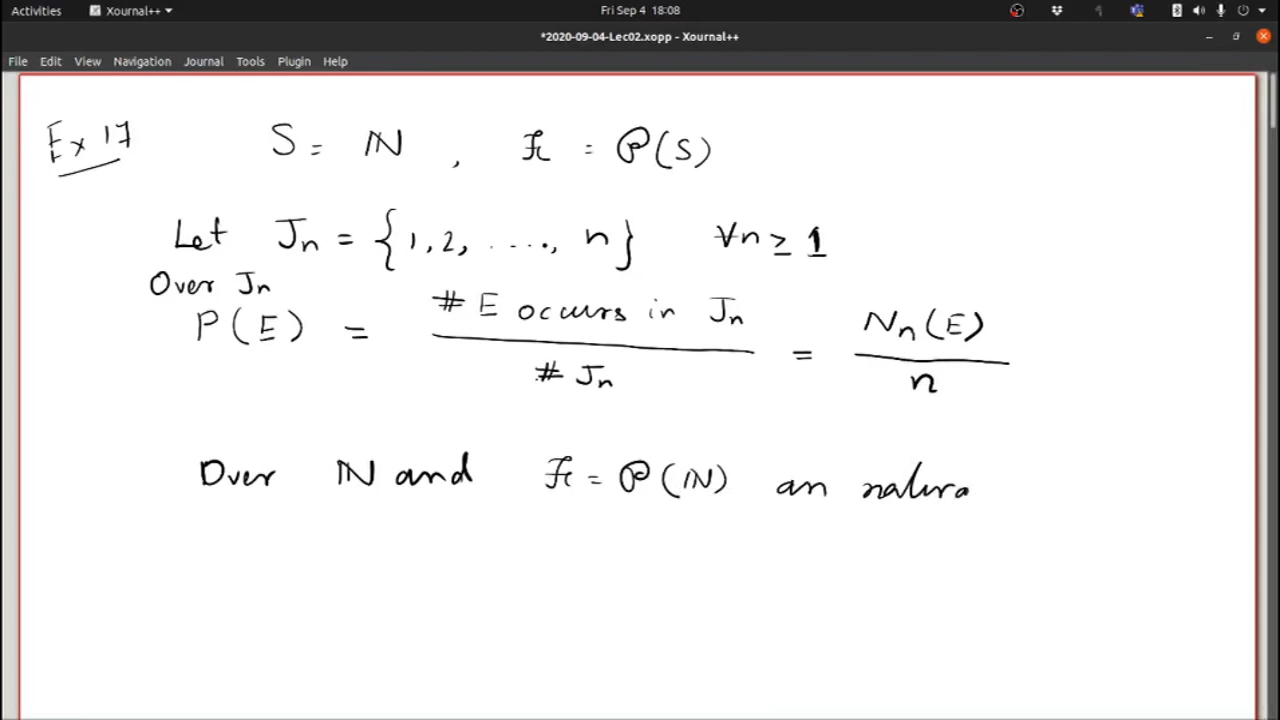 Activities Xournal++ Fri Sep 4 18:08
*2020-09-04-Lec02.xopp - Xournal++
File Edit View Navigation Journal Tools Plugin Help
Ex 17 S = ℕ , ℱ = 𝒫(S)
Let Jn = {1, 2, ...., n} ∀n ≥ 1
Over Jn
P(E) = # E occurs in Jn / # Jn = Nn(E) / n
Over ℕ and ℱ = 𝒫(ℕ) an natura